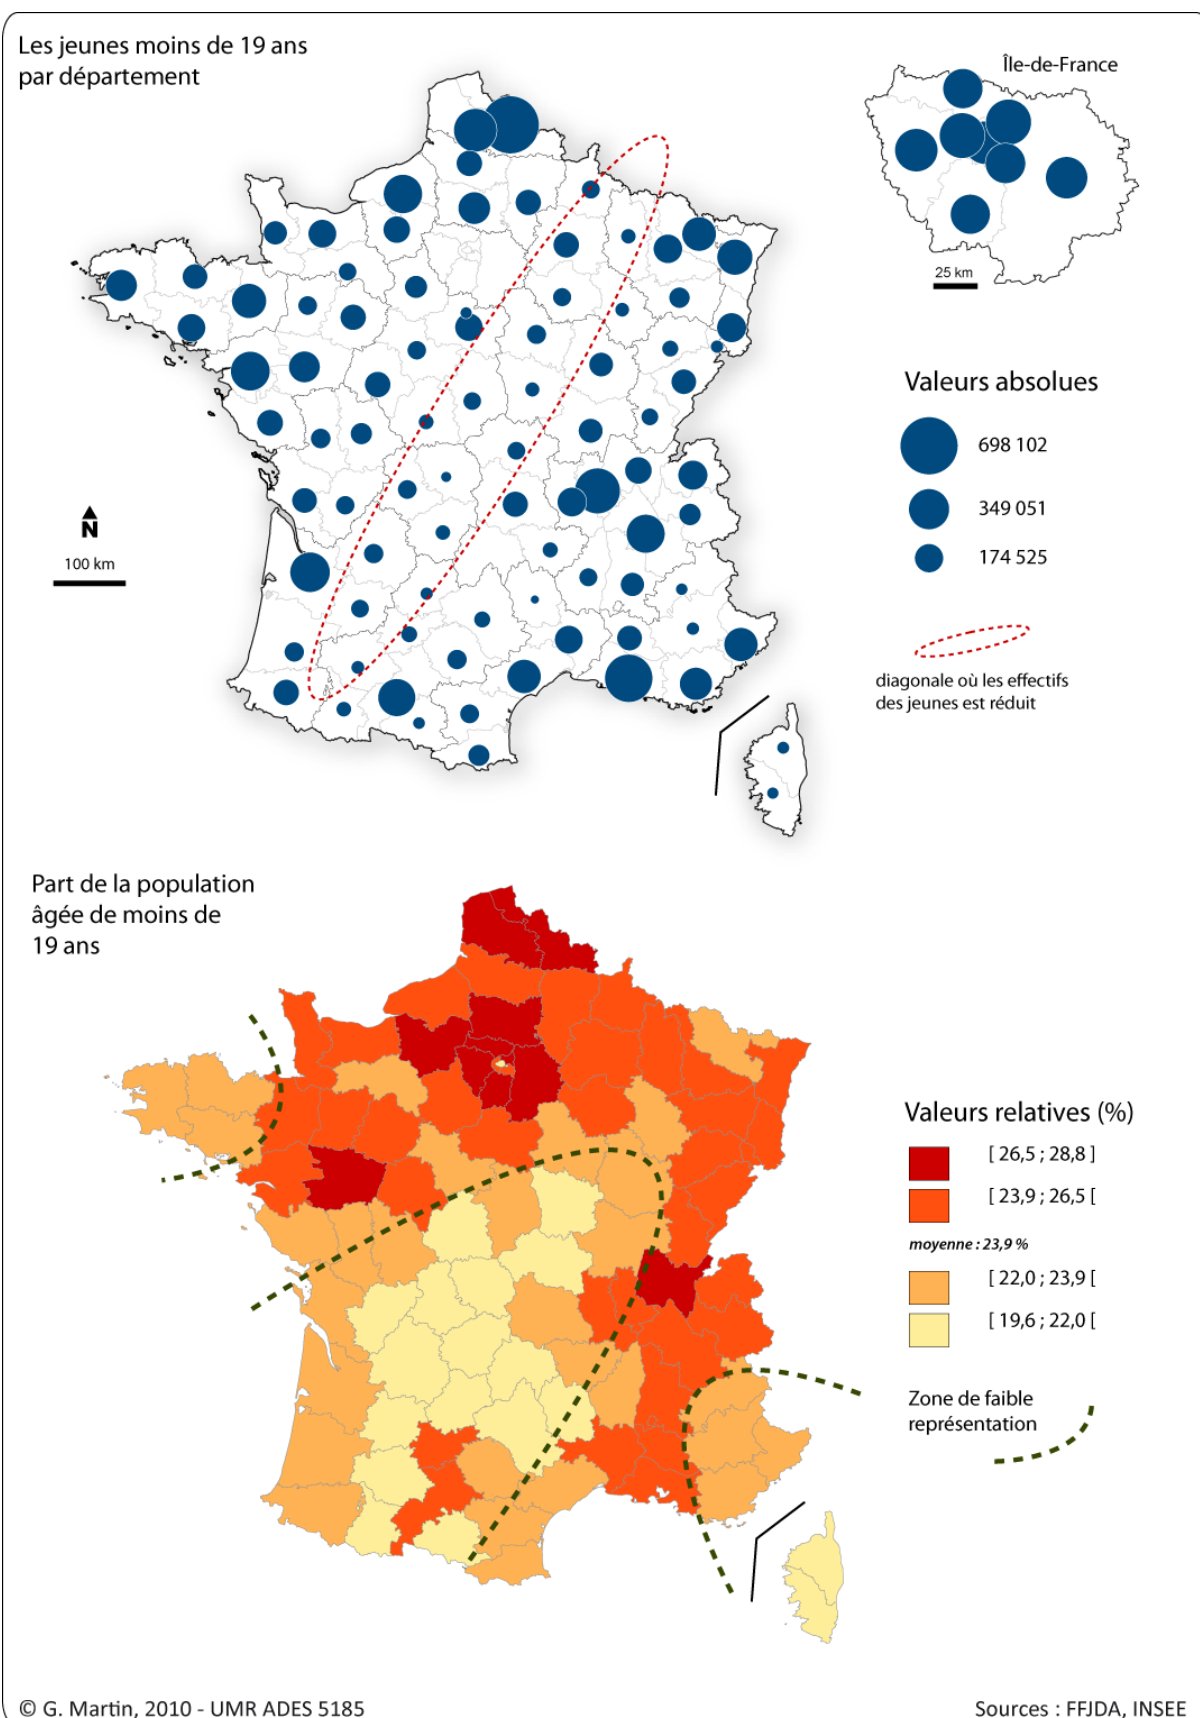 Les jeunes moins de 19 ans
par département
Île-de-France
25 km
Valeurs absolues
698 102
349 051
174 525
N
100 km
diagonale où les effectifs
des jeunes est réduit
Part de la population
âgée de moins de
19 ans
Valeurs relatives (%)
[ 26,5 ; 28,8 ]
[ 23,9 ; 26,5 [
moyenne : 23,9 %
[ 22,0 ; 23,9 [
[ 19,6 ; 22,0 [
Zone de faible
représentation
© G. Martin, 2010 - UMR ADES 5185
Sources : FFJDA, INSEE